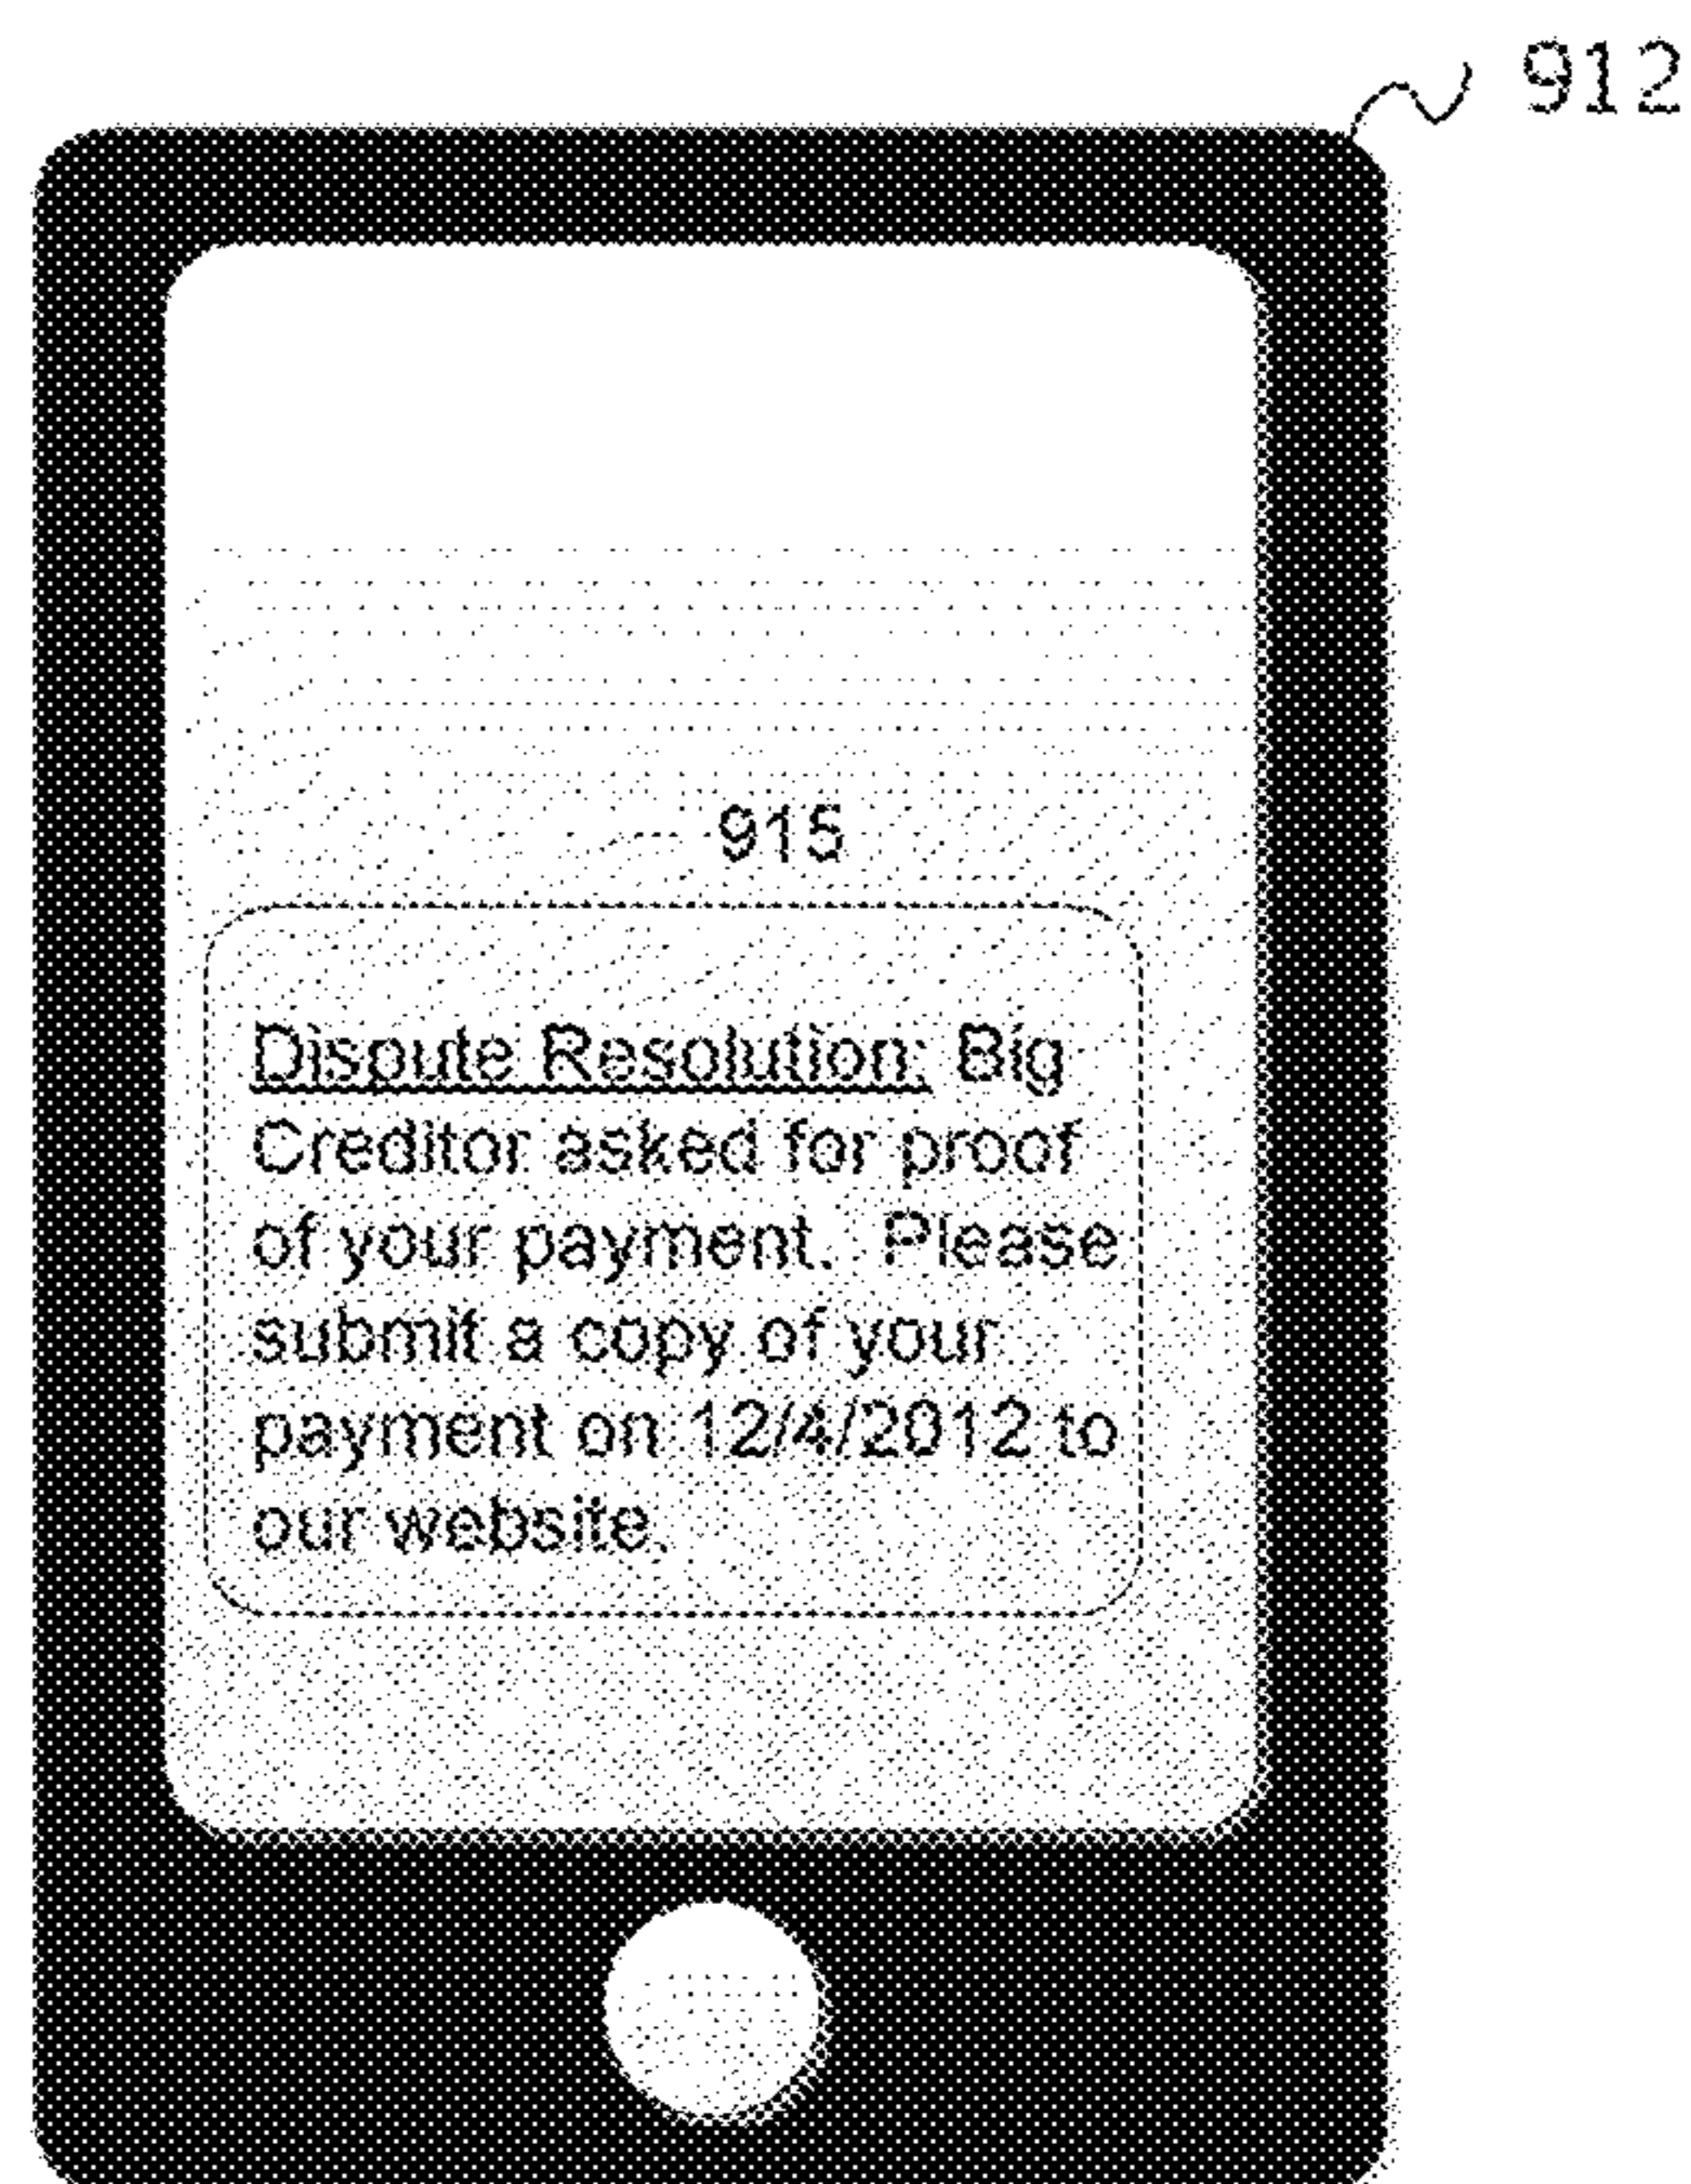 912
915
Dispute Resolution: Big
Creditor asked for proof
of your payment.  Please
submit a copy of your
payment on 12/4/2012 to
our website.